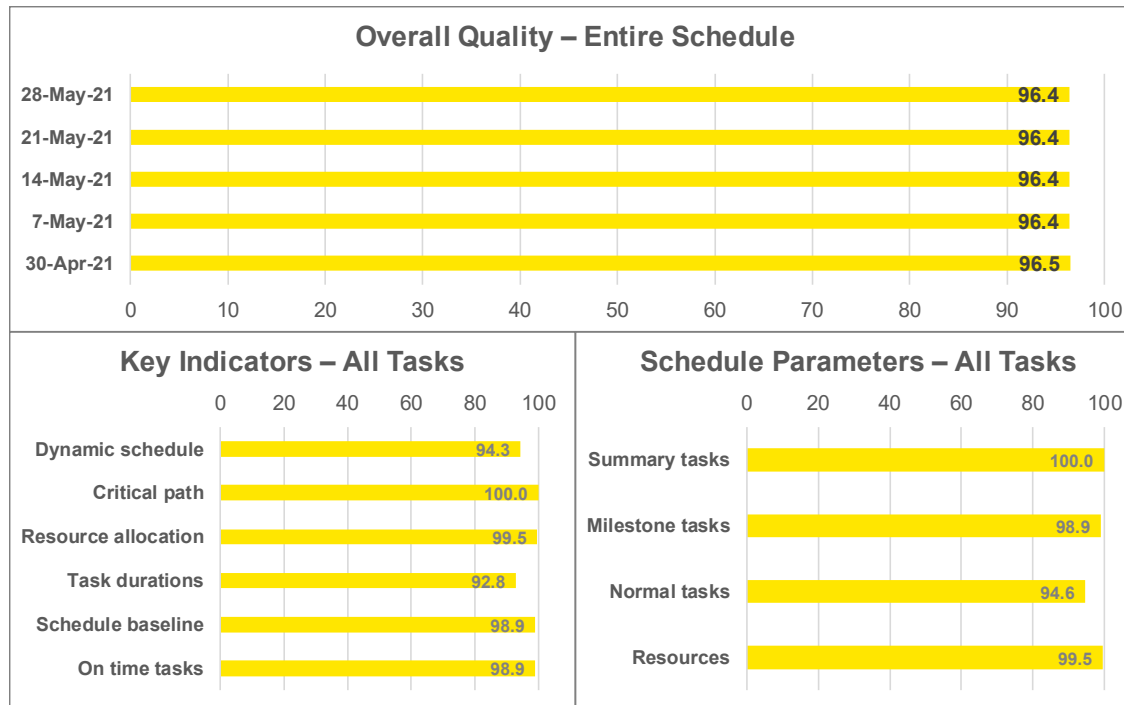 Overall Quality – Entire Schedule
28-May-21 96.4
21-May-21 96.4
14-May-21 96.4
7-May-21 96.4
30-Apr-21 96.5
0 10 20 30 40 50 60 70 80 90 100
Key Indicators – All Tasks
0 20 40 60 80 100
Dynamic schedule 94.3
Critical path 100.0
Resource allocation 99.5
Task durations 92.8
Schedule baseline 98.9
On time tasks 98.9
Schedule Parameters – All Tasks
0 20 40 60 80 100
Summary tasks 100.0
Milestone tasks 98.9
Normal tasks 94.6
Resources 99.5